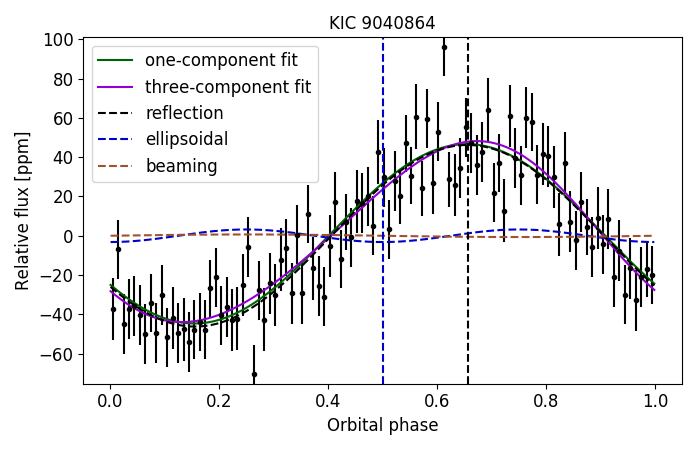 KIC 9040864
one-component fit
three-component fit
reflection
ellipsoidal
beaming
Relative flux [ppm]
100
80
60
40
20
0
−20
−40
−60
0.0 0.2 0.4 0.6 0.8 1.0
Orbital phase